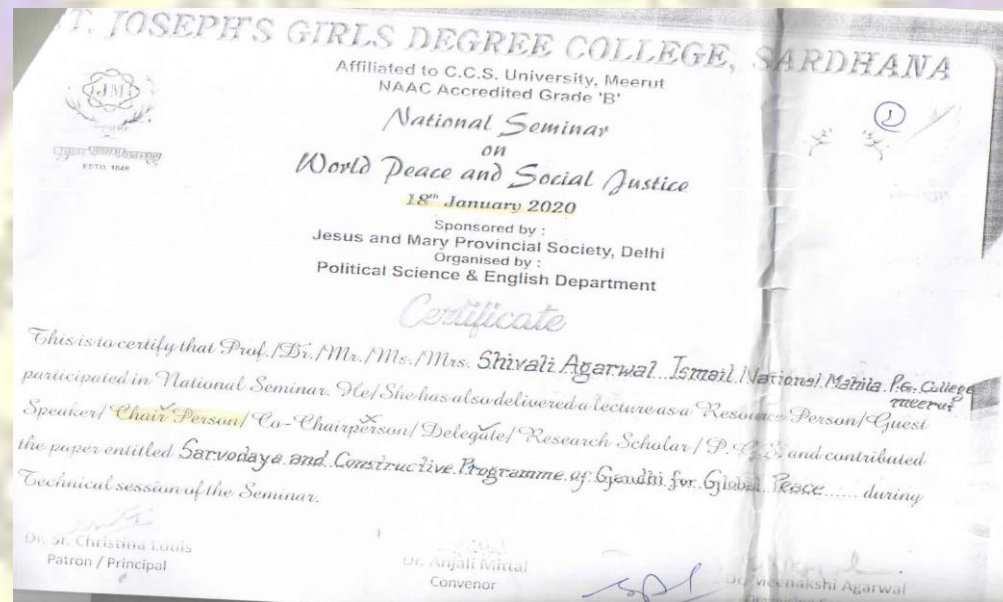 T. JOSEPH'S GIRLS DEGREE COLLEGE, SARDHANA
Affiliated to C.C.S. University, Meerut
NAAC Accredited Grade 'B'
JM
ESTD. 1848
1
National Seminar
on
World Peace and Social Justice
18th January 2020
Sponsored by :
Jesus and Mary Provincial Society, Delhi
Organised by :
Political Science & English Department
Certificate
This is to certify that Prof./Dr./Mr./Ms./Mrs. Shivali Agarwal Ismail National Mahila P.G. College
meerut
participated in National Seminar. He/She has also delivered a lecture as a Resource Person/Guest
Speaker/ Chair Person/ Co-Chairperson/ Delegate/ Research Scholar/ and contributed
the paper entitled Sarvodaya and Constructive Programme of Gandhi for Global Peace...... during
Technical session of the Seminar.
Dr. Sr. Christina Louis
Patron / Principal
Dr. Anjali Mittal
Convenor
Dr. Meenakshi Agarwal